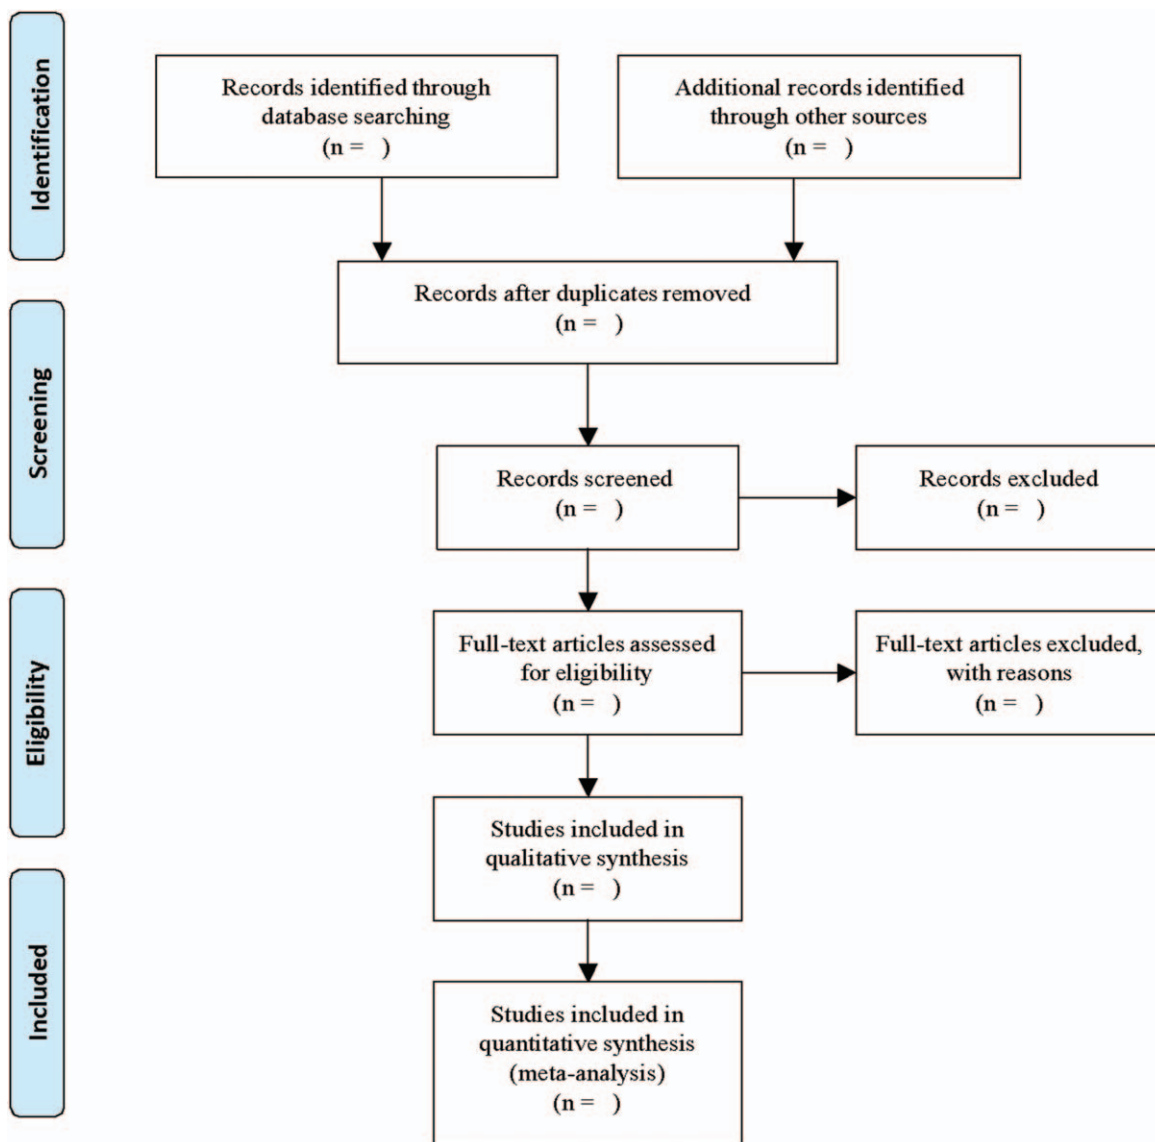 Identification
Records identified through
database searching
(n =   )
Additional records identified
through other sources
(n =   )
Records after duplicates removed
(n =   )
Screening
Records screened
(n =   )
Records excluded
(n =   )
Eligibility
Full-text articles assessed
for eligibility
(n =   )
Full-text articles excluded,
with reasons
(n =   )
Studies included in
qualitative synthesis
(n =   )
Included
Studies included in
quantitative synthesis
(meta-analysis)
(n =   )